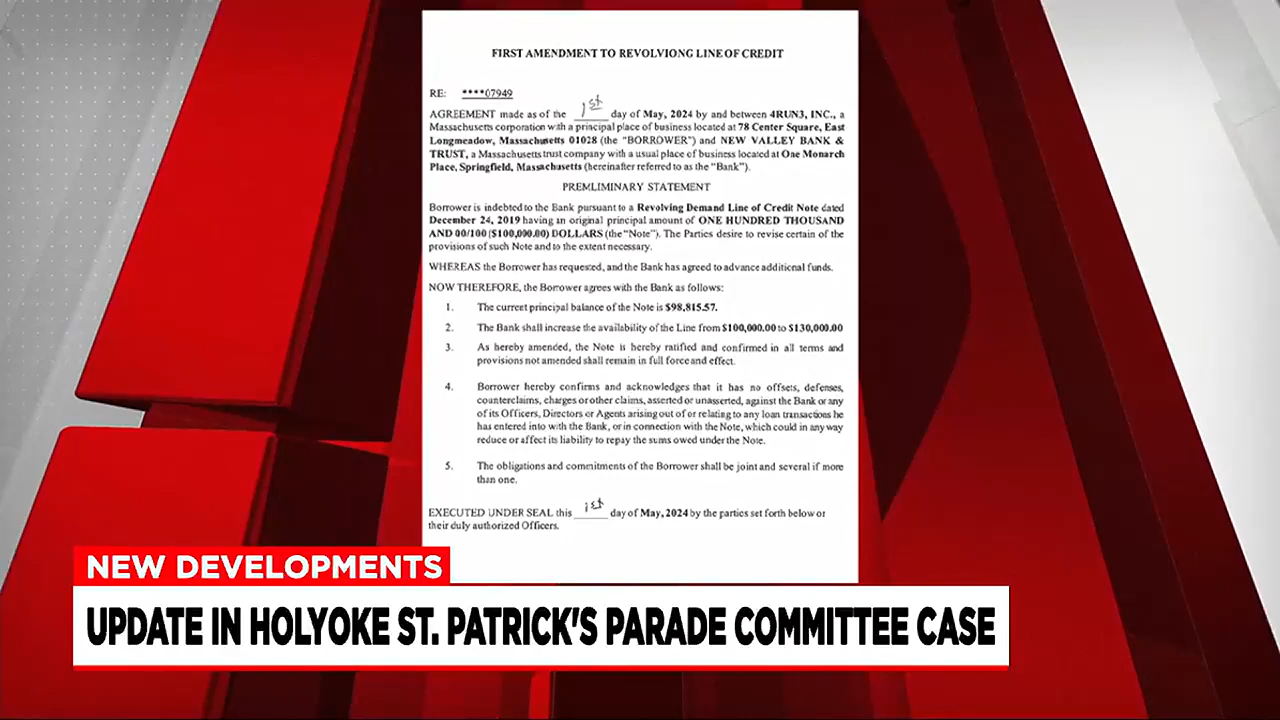 FIRST AMENDMENT TO REVOLVIONG LINE OF CREDIT
RE: ****07949
AGREEMENT made as of the 1st day of May, 2024 by and between 4RUN3, INC., a
Massachusetts corporation with a principal place of business located at 78 Center Square, East
Longmeadow, Massachusetts 01028 (the "BORROWER") and NEW VALLEY BANK &
TRUST, a Massachusetts trust company with a usual place of business located at One Monarch
Place, Springfield, Massachusetts (hereinafter referred to as the "Bank").
PREMLIMINARY STATEMENT
Borrower is indebted to the Bank pursuant to a Revolving Demand Line of Credit Note dated
December 24, 2019 having an original principal amount of ONE HUNDRED THOUSAND
AND 00/100 ($100,000.00) DOLLARS (the "Note"). The Parties desire to revise certain of the
provisions of such Note and to the extent necessary.
WHEREAS the Borrower has requested, and the Bank has agreed to advance additional funds.
NOW THEREFORE, the Borrower agrees with the Bank as follows:
1. The current principal balance of the Note is $98,815.57.
2. The Bank shall increase the availability of the Line from $100,000.00 to $130,000.00
3. As hereby amended, the Note is hereby ratified and confirmed in all terms and
provisions not amended shall remain in full force and effect.
4. Borrower hereby confirms and acknowledges that it has no offsets, defenses,
counterclaims, charges or other claims, asserted or unasserted, against the Bank or any
of its Officers, Directors or Agents arising out of or relating to any loan transactions he
has entered into with the Bank, or in connection with the Note, which could in any way
reduce or affect its liability to repay the sums owed under the Note.
5. The obligations and commitments of the Borrower shall be joint and several if more
than one.
EXECUTED UNDER SEAL this 1st day of May, 2024 by the parties set forth below or
their duly authorized Officers.
NEW DEVELOPMENTS
UPDATE IN HOLYOKE ST. PATRICK'S PARADE COMMITTEE CASE